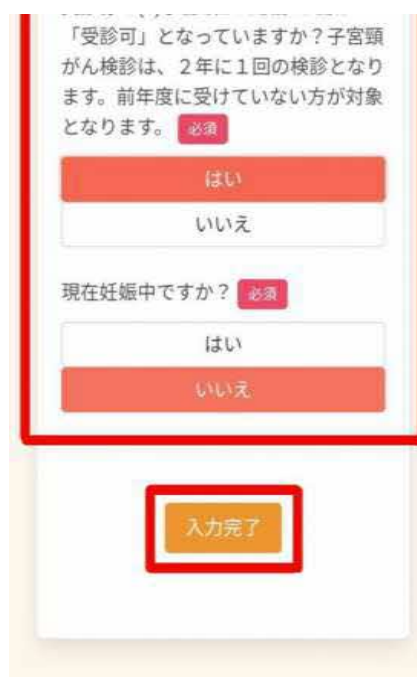 「受診可」となっていますか？子宮頸
がん検診は、２年に１回の検診となり
ます。前年度に受けていない方が対象
となります。 必須
はい
いいえ
現在妊娠中ですか？ 必須
はい
いいえ
入力完了